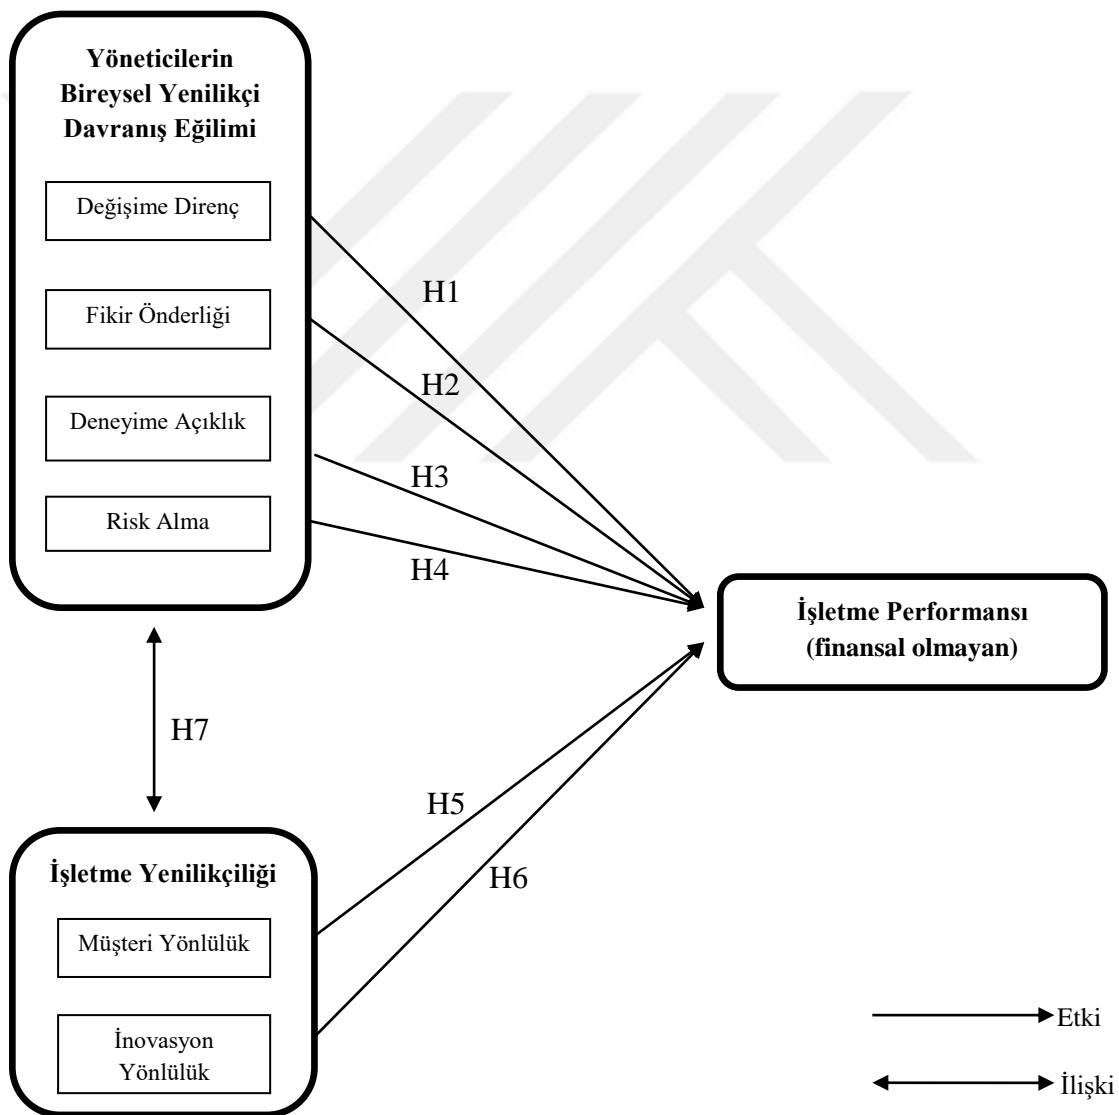 Yöneticilerin
Bireysel Yenilikçi
Davranış Eğilimi
Değişime Direnç
Fikir Önderliği
Deneyime Açıklık
Risk Alma
H1
H2
H3
H4
İşletme Performansı
(finansal olmayan)
H7
H5
H6
İşletme Yenilikçiliği
Müşteri Yönlülük
İnovasyon
Yönlülük
Etki
İlişki